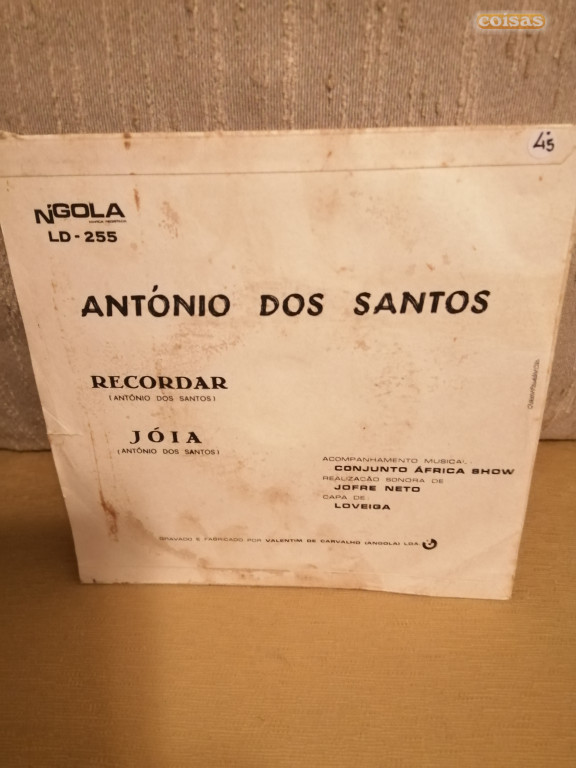 coisas
45
N'GOLA
LD - 255
ANTÓNIO DOS SANTOS
RECORDAR
(ANTÓNIO DOS SANTOS)
JÓIA
(ANTÓNIO DOS SANTOS)
ACOMPANHAMENTO MUSICAL:
CONJUNTO ÁFRICA SHOW
REALIZAÇÃO SONORA DE
JOFRE NETO
CAPA DE
LOVEIGA
GRAVADO E FABRICADO POR VALENTIM DE CARVALHO (ANGOLA) LDA